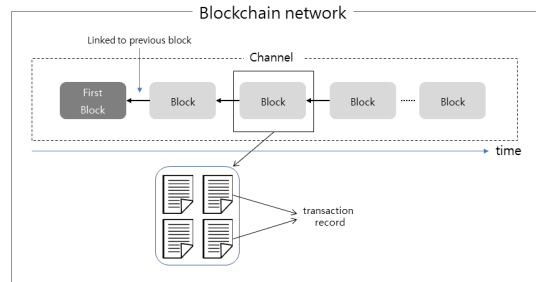 Blockchain network
Linked to previous block
Channel
First
Block
Block
Block
Block
Block
time
transaction
record